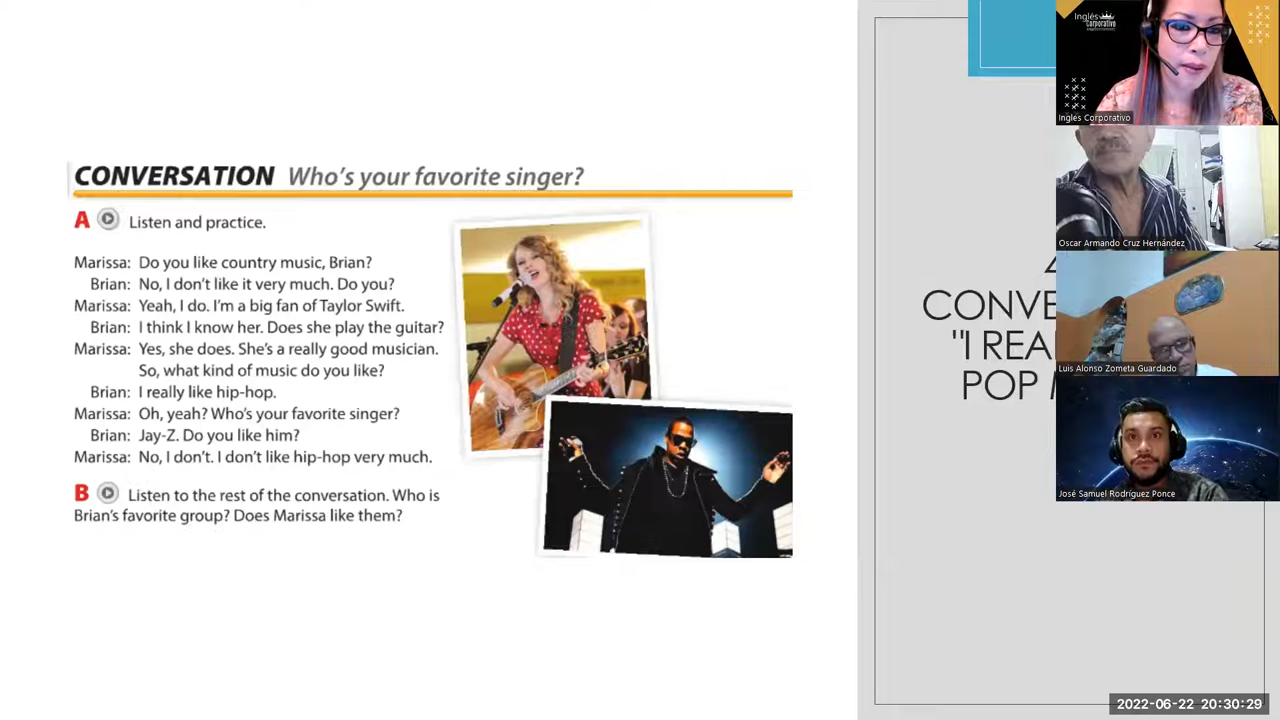 CONVERSATION Who's your favorite singer?
A Listen and practice.
Marissa: Do you like country music, Brian?
Brian: No, I don't like it very much. Do you?
Marissa: Yeah, I do. I'm a big fan of Taylor Swift.
Brian: I think I know her. Does she play the guitar?
Marissa: Yes, she does. She's a really good musician.
So, what kind of music do you like?
Brian: I really like hip-hop.
Marissa: Oh, yeah? Who's your favorite singer?
Brian: Jay-Z. Do you like him?
Marissa: No, I don't. I don't like hip-hop very much.
B Listen to the rest of the conversation. Who is
Brian's favorite group? Does Marissa like them?
CONVE
"I REA
POP
Inglés
Corporativo
Inglés Corporativo
Oscar Armando Cruz Hernández
Luis Alonso Zometa Guardado
José Samuel Rodríguez Ponce
2022-06-22 20:30:29